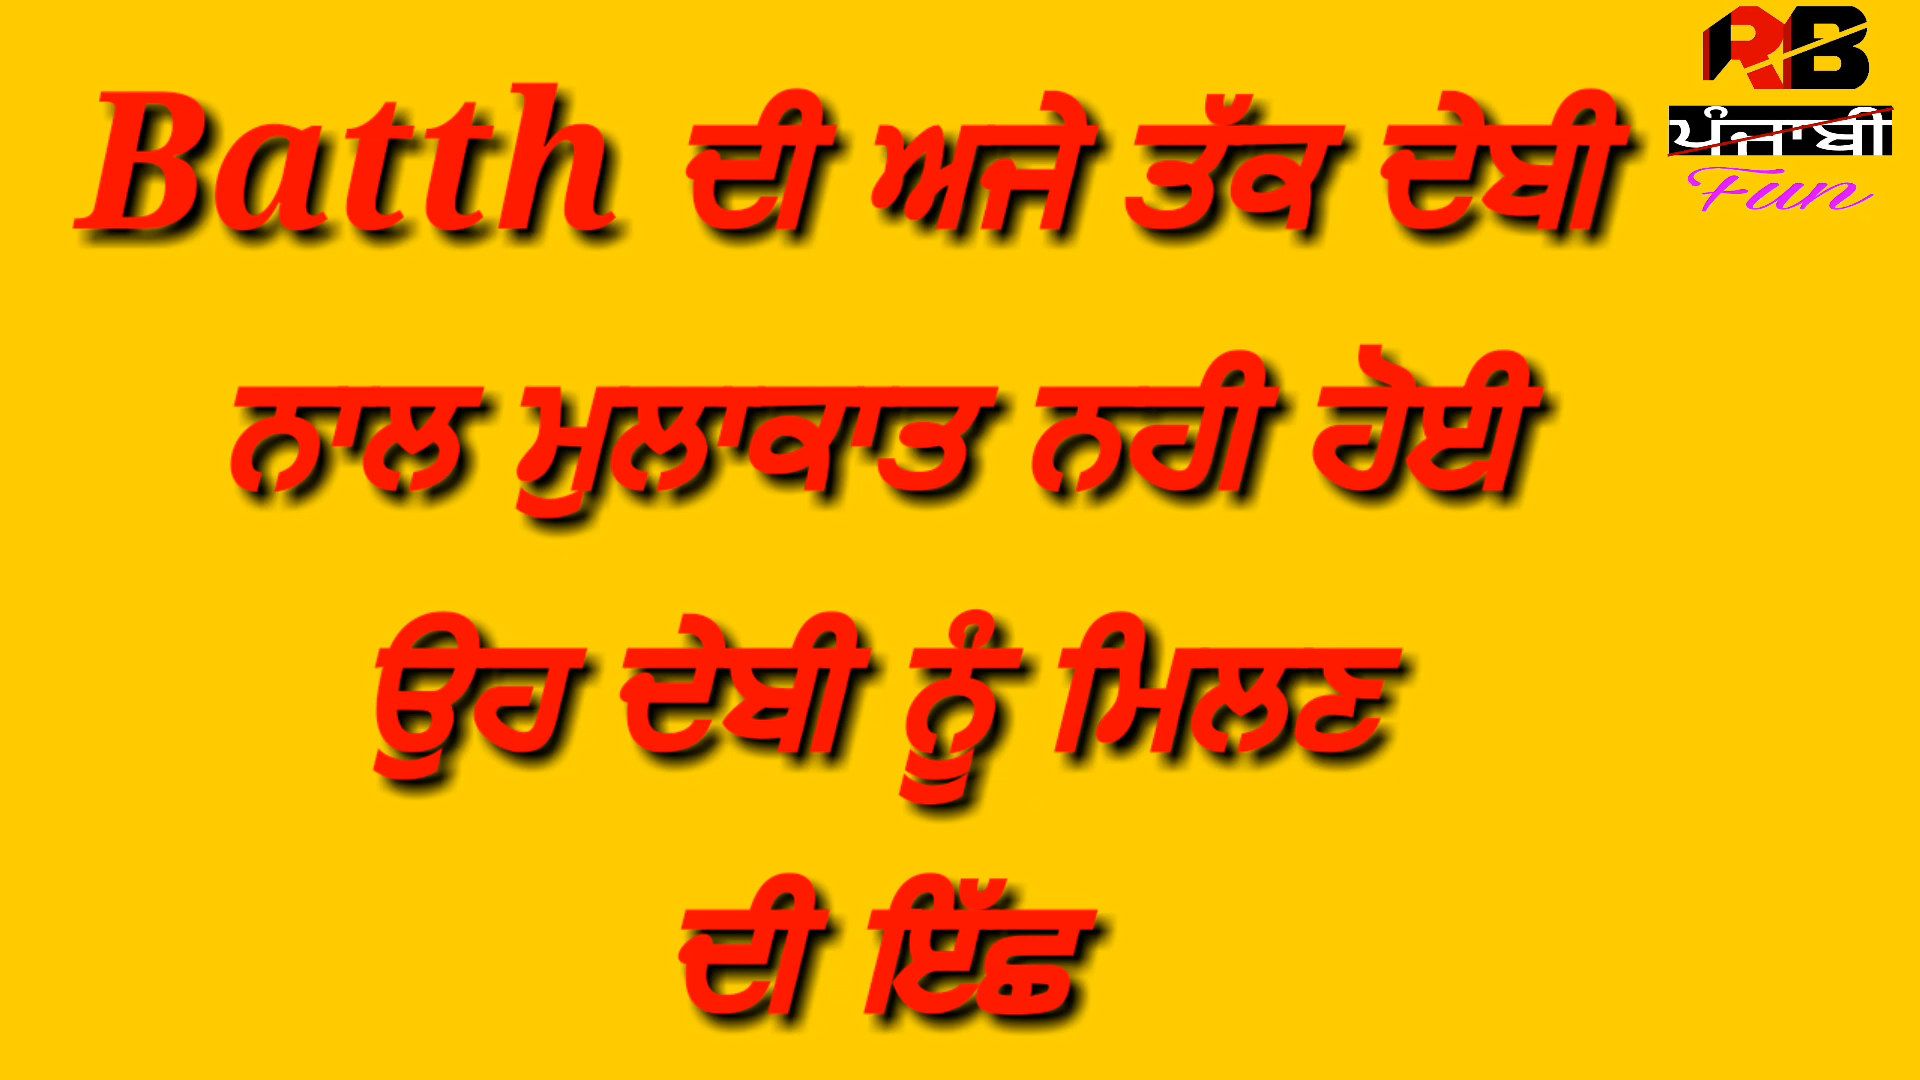 Batth ਦੀ ਅਜੇ ਤੱਕ ਦੇਬੀ
ਨਾਲ ਮੁਲਾਕਾਤ ਨਹੀ ਹੋਈ
ਉਹ ਦੇਬੀ ਨੂੰ ਮਿਲਣ
ਦੀ ਇੱਛ
RB
ਪੰਜਾਬੀ
Fun